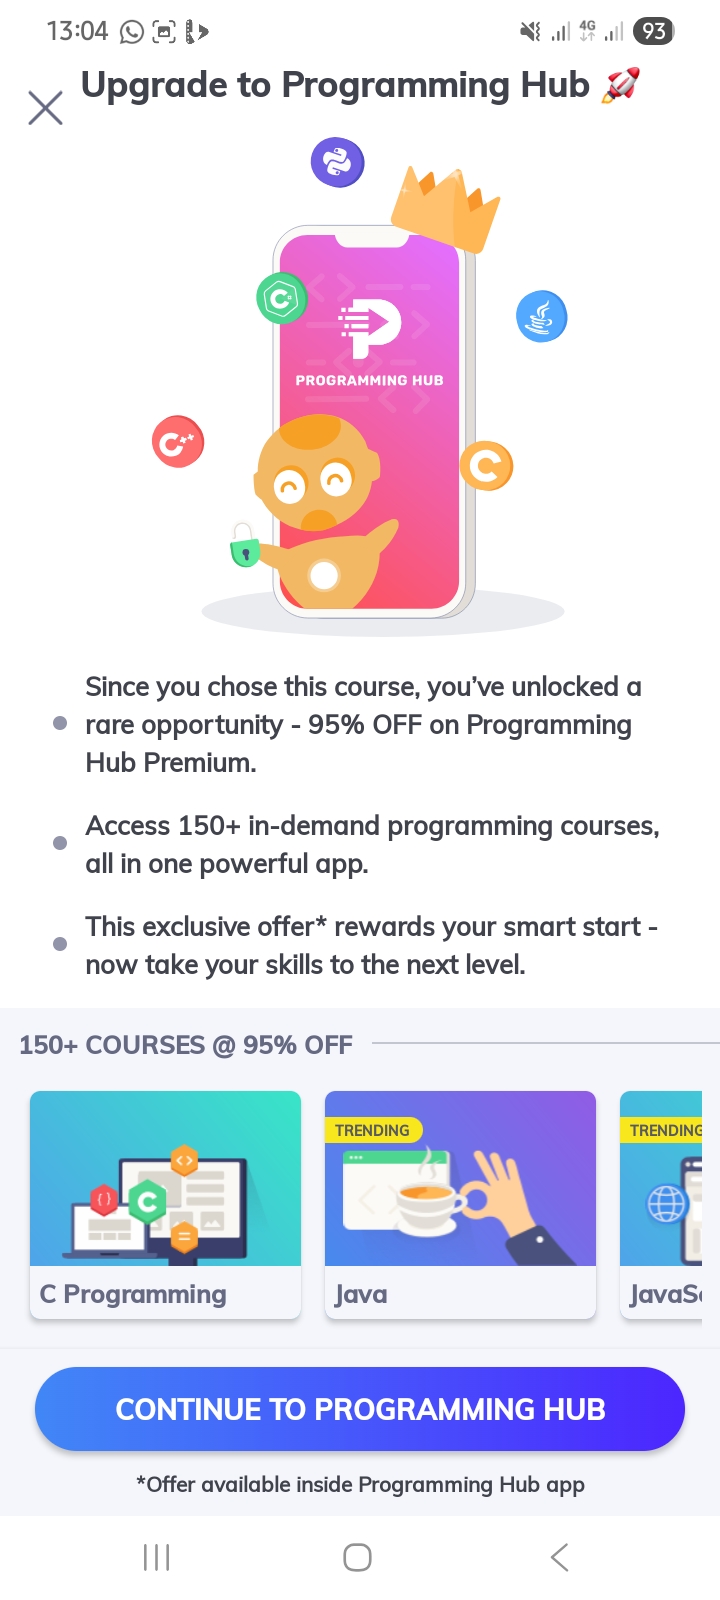 13:04
4G
93
Upgrade to Programming Hub 🚀
PROGRAMMING HUB
Since you chose this course, you’ve unlocked a
rare opportunity - 95% OFF on Programming
Hub Premium.
Access 150+ in-demand programming courses,
all in one powerful app.
This exclusive offer* rewards your smart start -
now take your skills to the next level.
150+ COURSES @ 95% OFF
TRENDING
TRENDING
C Programming
Java
JavaSc
CONTINUE TO PROGRAMMING HUB
*Offer available inside Programming Hub app